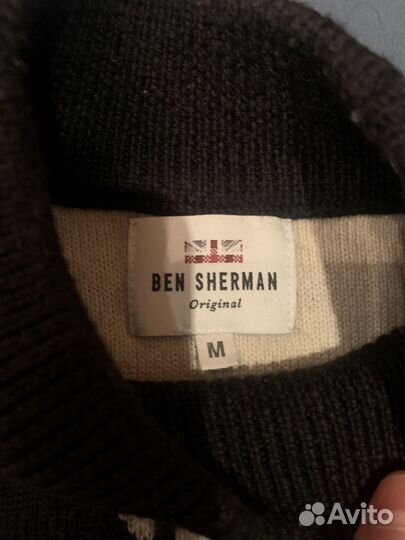 BEN SHERMAN
Original
M
Avito